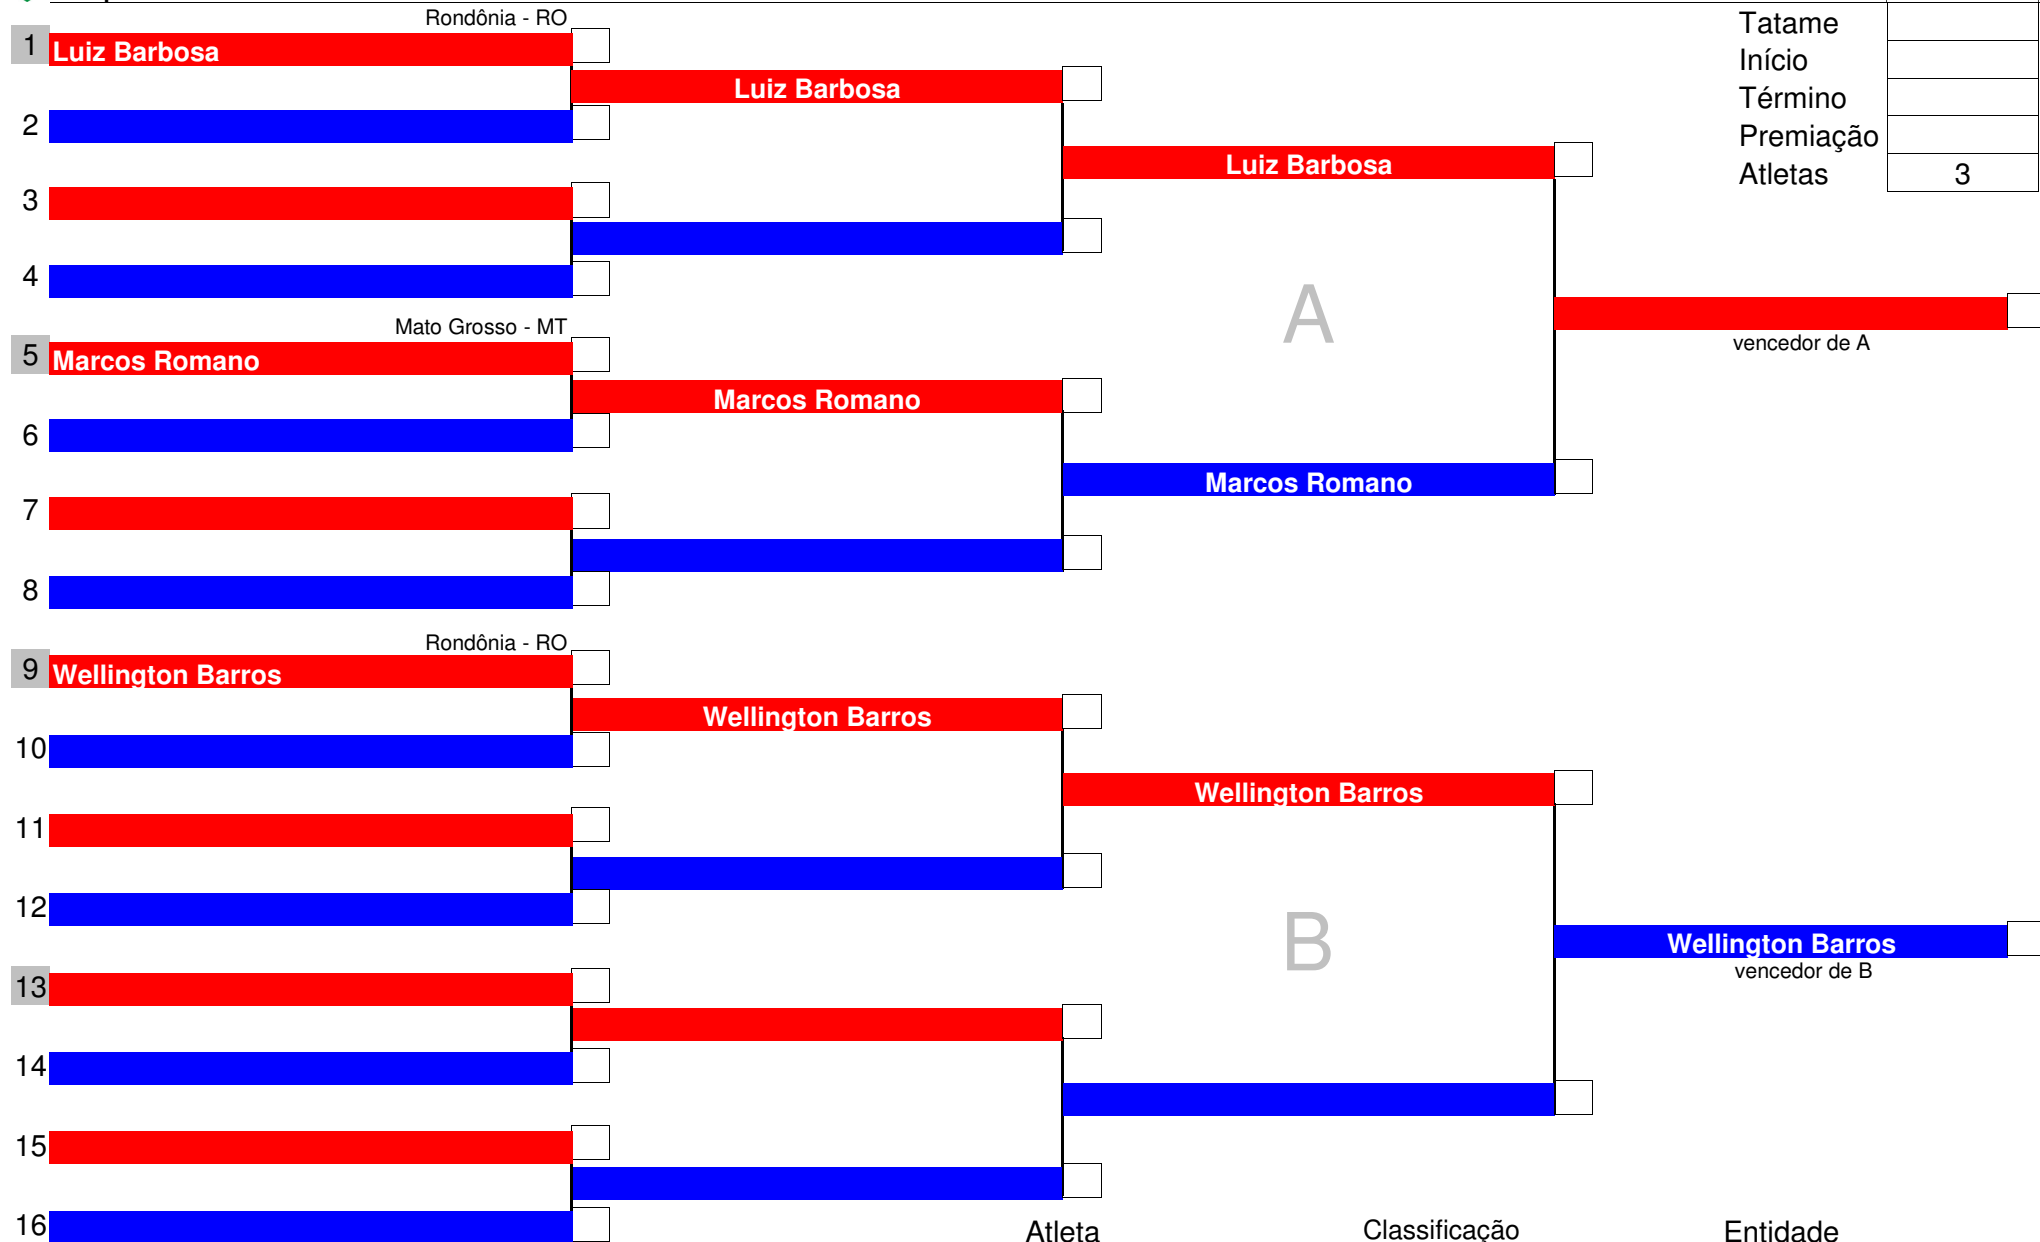 Rondônia - RO
Tatame
1 Luiz Barbosa
Início
Luiz Barbosa
Término
2
Premiação
Luiz Barbosa
Atletas 3
3
4
A
Mato Grosso - MT
vencedor de A
5 Marcos Romano
Marcos Romano
6
Marcos Romano
7
8
Rondônia - RO
9 Wellington Barros
Wellington Barros
10
Wellington Barros
11
12
B
Wellington Barros
vencedor de B
13
14
15
16
Atleta Classificação Entidade